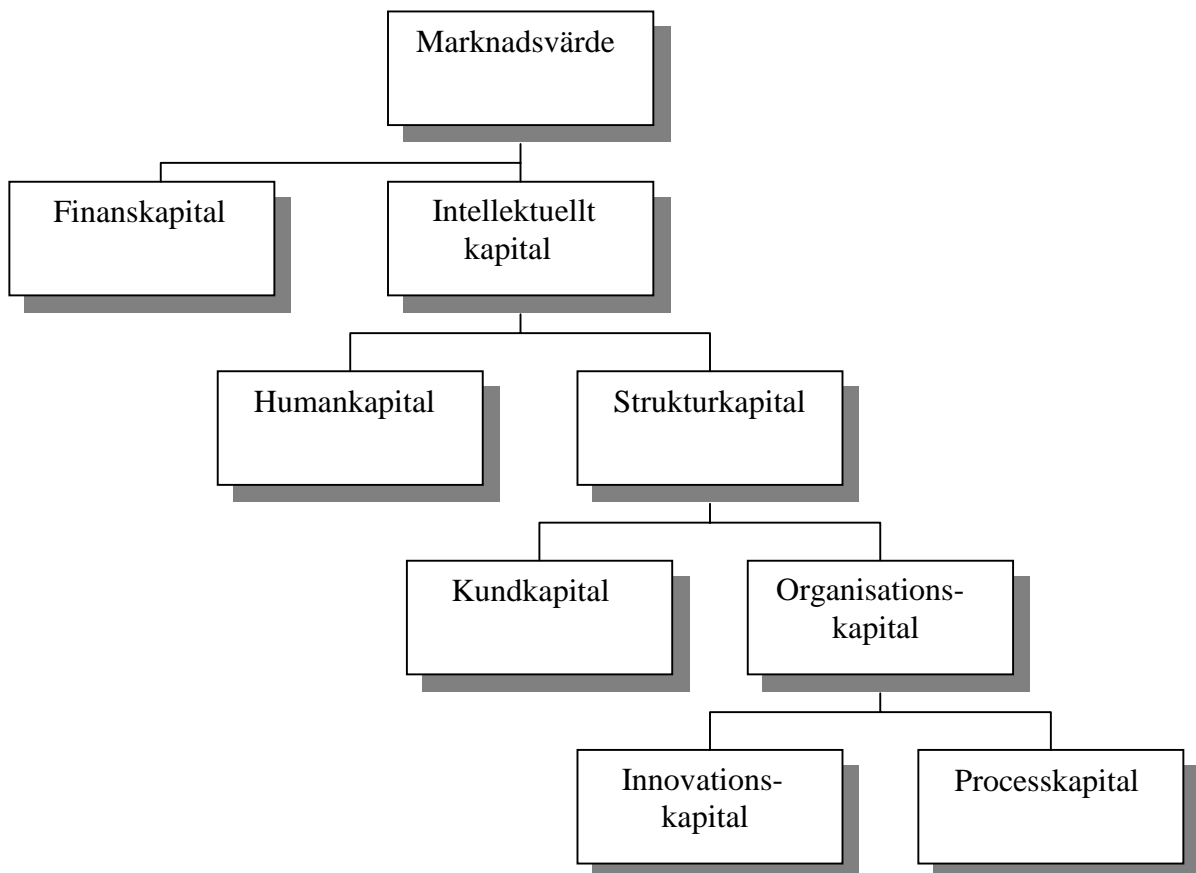 Marknadsvärde
Finanskapital
Intellektuellt
kapital
Humankapital
Strukturkapital
Kundkapital
Organisations-
kapital
Innovations-
kapital
Processkapital